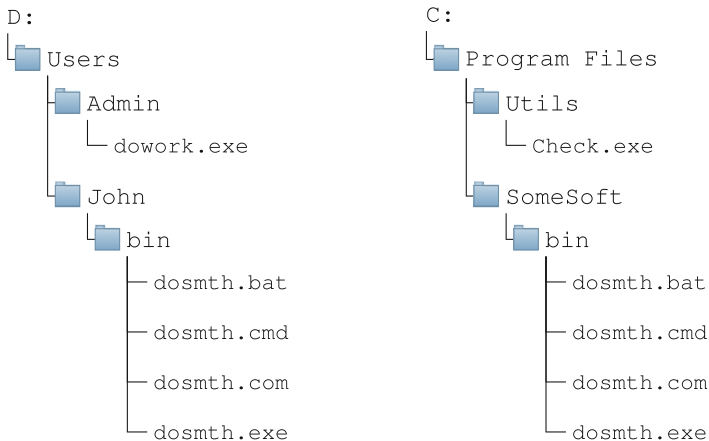 D:
Users
Admin
dowork.exe
John
bin
dosmth.bat
dosmth.cmd
dosmth.com
dosmth.exe
C:
Program Files
Utils
Check.exe
SomeSoft
bin
dosmth.bat
dosmth.cmd
dosmth.com
dosmth.exe